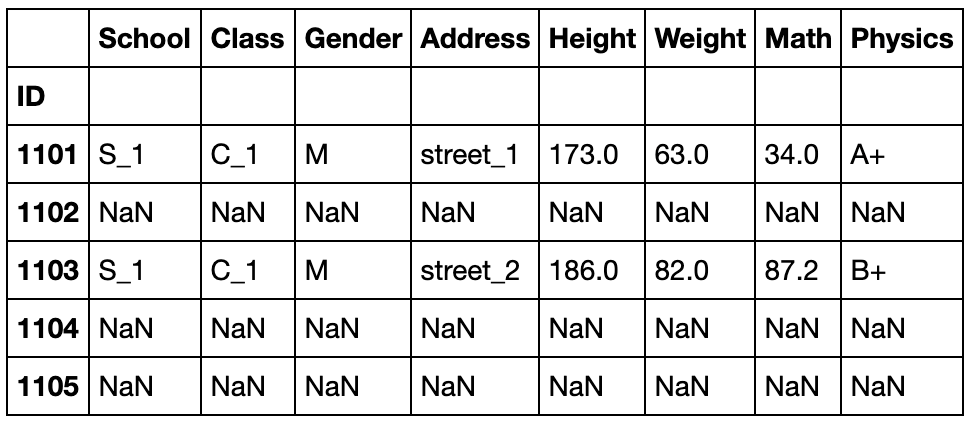 School Class Gender Address Height Weight Math Physics
ID
1101 S_1 C_1 M street_1 173.0 63.0 34.0 A+
1102 NaN NaN NaN NaN NaN NaN NaN NaN
1103 S_1 C_1 M street_2 186.0 82.0 87.2 B+
1104 NaN NaN NaN NaN NaN NaN NaN NaN
1105 NaN NaN NaN NaN NaN NaN NaN NaN